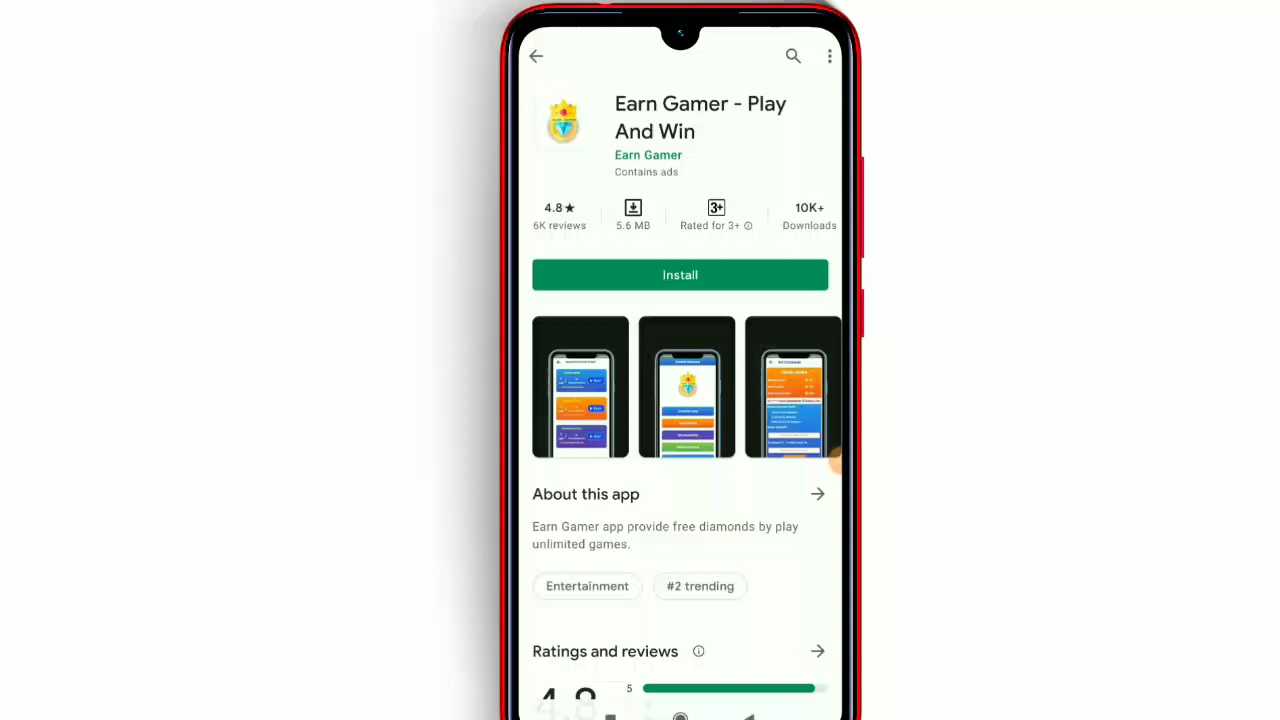 Earn Gamer - Play
And Win
Earn Gamer
Contains ads
4.8★
6K reviews
5.6 MB
3+
Rated for 3+
10K+
Downloads
Install
About this app
Earn Gamer app provide free diamonds by play
unlimited games.
Entertainment
#2 trending
Ratings and reviews
4.8
5